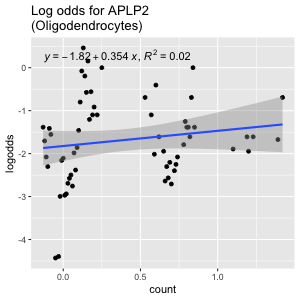 Log odds for APLP2
(Oligodendrocytes)
y = −1.82 + 0.354 x, R² = 0.02
0
-1
-2
-3
-4
logodds
0.0 0.5 1.0
count